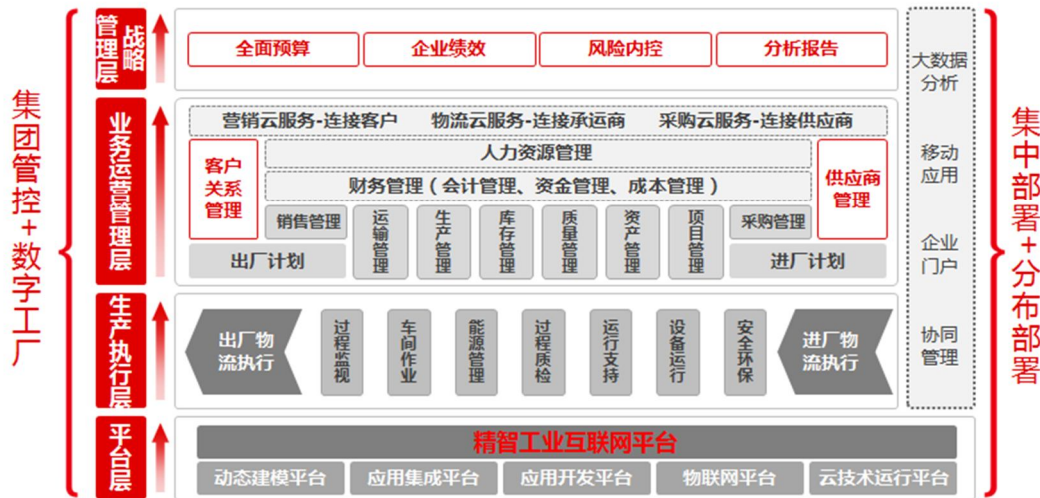 集团管控+数字工厂
战略管理层
全面预算
企业绩效
风险内控
分析报告
业务运营管理层
营销云服务-连接客户 物流云服务-连接承运商 采购云服务-连接供应商
客户
关系
管理
人力资源管理
财务管理（会计管理、资金管理、成本管理）
供应商
管理
销售管理
运输管理
生产管理
库存管理
质量管理
资产管理
项目管理
采购管理
出厂计划
进厂计划
生产执行层
出厂物
流执行
过程监视
车间作业
能源管理
过程质检
运行支持
设备运行
安全环保
进厂物
流执行
平台层
精智工业互联网平台
动态建模平台
应用集成平台
应用开发平台
物联网平台
云技术运行平台
大数据
分析
移动
应用
企业
门户
协同
管理
集中部署+分布部署